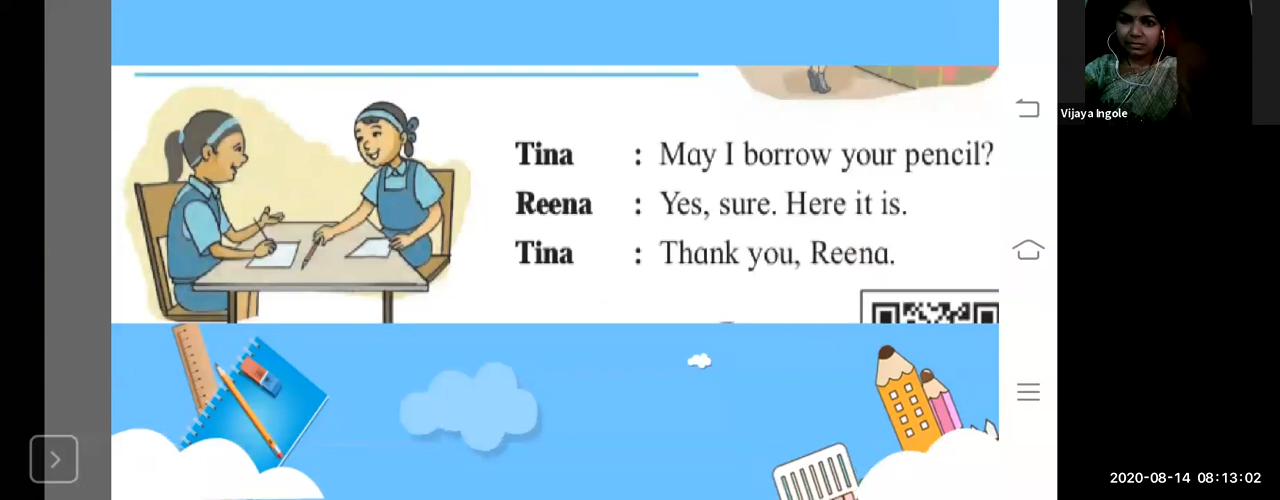 Tina : May I borrow your pencil?
Reena : Yes, sure. Here it is.
Tina : Thank you, Reena.
Vijaya Ingole
2020-08-14 08:13:02